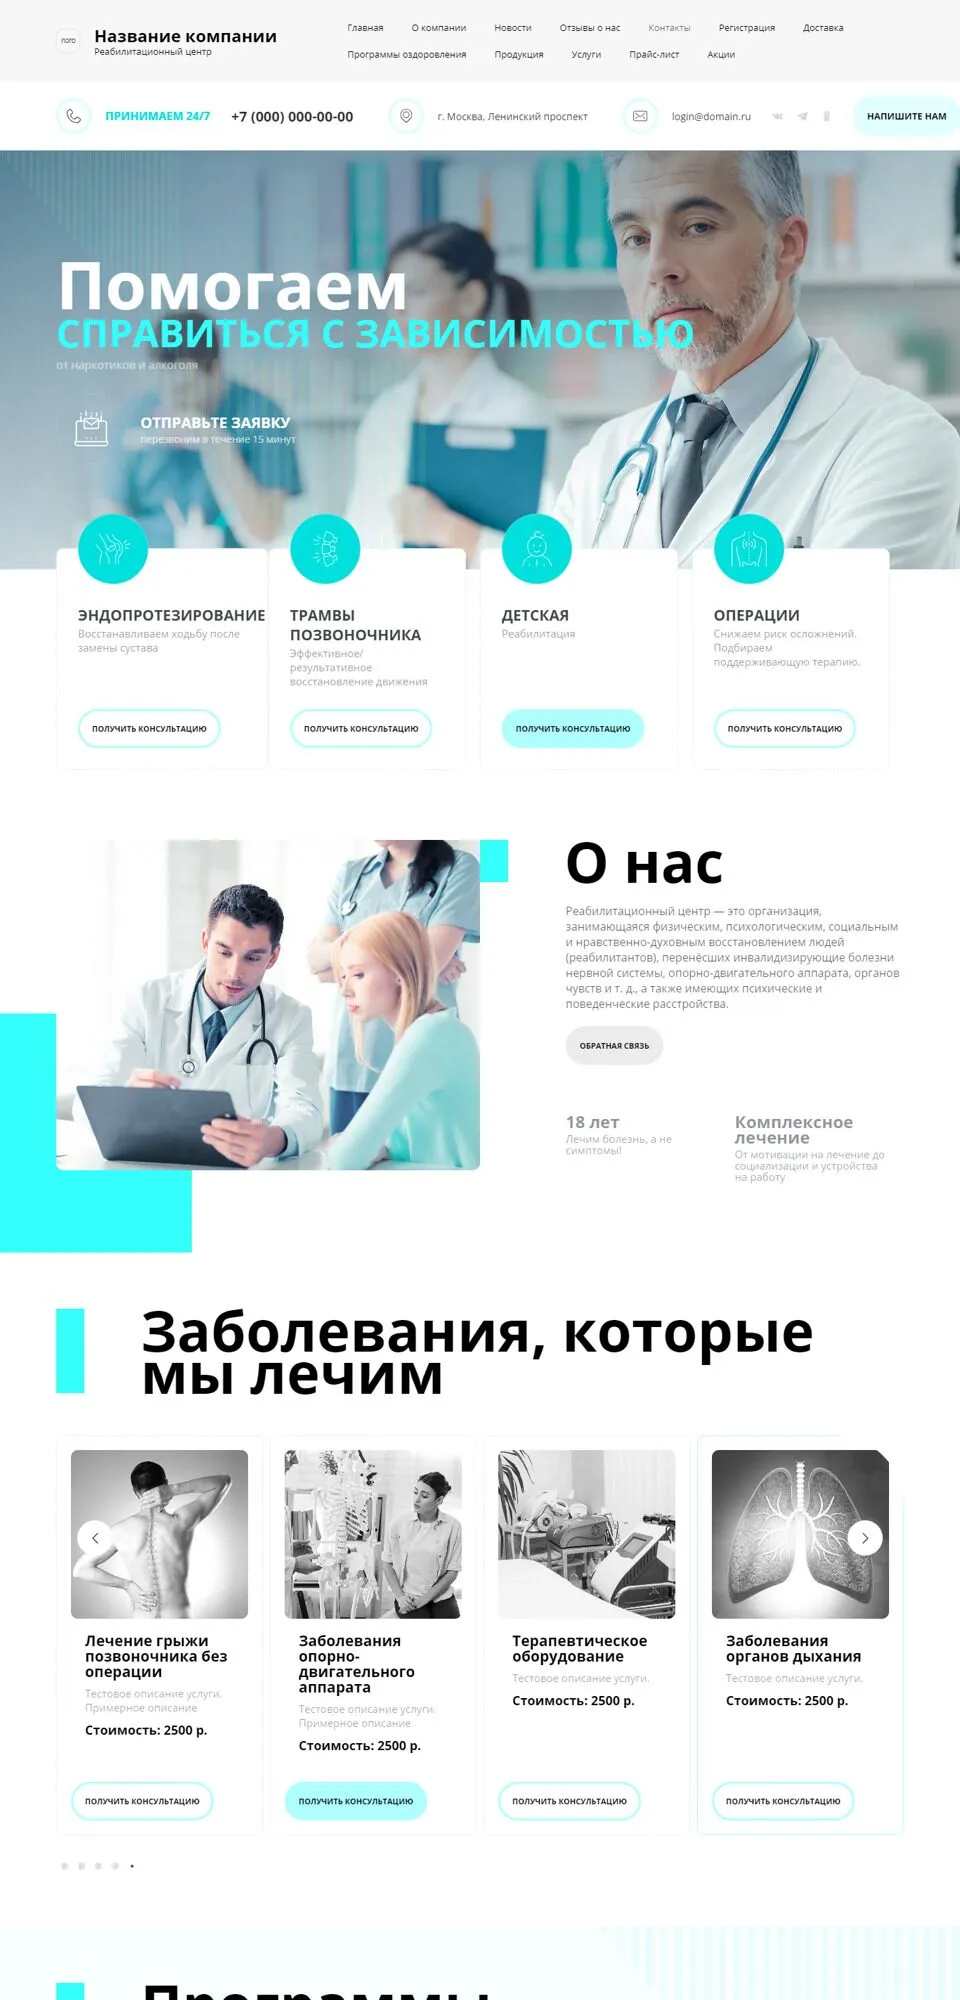 лого
Название компании
Реабилитационный центр
Главная
О компании
Новости
Отзывы о нас
Контакты
Регистрация
Доставка
Программы оздоровления
Продукция
Услуги
Прайс-лист
Акции
ПРИНИМАЕМ 24/7
+7 (000) 000-00-00
г. Москва, Ленинский проспект
login@domain.ru
НАПИШИТЕ НАМ
Помогаем
СПРАВИТЬСЯ С ЗАВИСИМОСТЬЮ
от наркотиков и алкоголя
ОТПРАВЬТЕ ЗАЯВКУ
перезвоним в течение 15 минут
ЭНДОПРОТЕЗИРОВАНИЕ
Восстанавливаем ходьбу после
замены сустава
ПОЛУЧИТЬ КОНСУЛЬТАЦИЮ
ТРАМВЫ
ПОЗВОНОЧНИКА
Эффективное/
результативное
восстановление движения
ПОЛУЧИТЬ КОНСУЛЬТАЦИЮ
ДЕТСКАЯ
Реабилитация
ПОЛУЧИТЬ КОНСУЛЬТАЦИЮ
ОПЕРАЦИИ
Снижаем риск осложнений.
Подбираем
поддерживающую терапию.
ПОЛУЧИТЬ КОНСУЛЬТАЦИЮ
О нас
Реабилитационный центр — это организация,
занимающаяся физическим, психологическим, социальным
и нравственно-духовным восстановлением людей
(реабилитантов), перенёсших инвалидизирующие болезни
нервной системы, опорно-двигательного аппарата, органов
чувств и т. д., а также имеющих психические и
поведенческие расстройства.
ОБРАТНАЯ СВЯЗЬ
18 лет
Лечим болезнь, а не
симптомы!
Комплексное
лечение
От мотивации на лечение до
социализации и устройства
на работу
Заболевания, которые
мы лечим
Лечение грыжи
позвоночника без
операции
Тестовое описание услуги.
Примерное описание
Стоимость: 2500 р.
ПОЛУЧИТЬ КОНСУЛЬТАЦИЮ
Заболевания
опорно-
двигательного
аппарата
Тестовое описание услуги.
Примерное описание
Стоимость: 2500 р.
ПОЛУЧИТЬ КОНСУЛЬТАЦИЮ
Терапевтическое
оборудование
Тестовое описание услуги.
Стоимость: 2500 р.
ПОЛУЧИТЬ КОНСУЛЬТАЦИЮ
Заболевания
органов дыхания
Тестовое описание услуги.
Стоимость: 2500 р.
ПОЛУЧИТЬ КОНСУЛЬТАЦИЮ
Программы